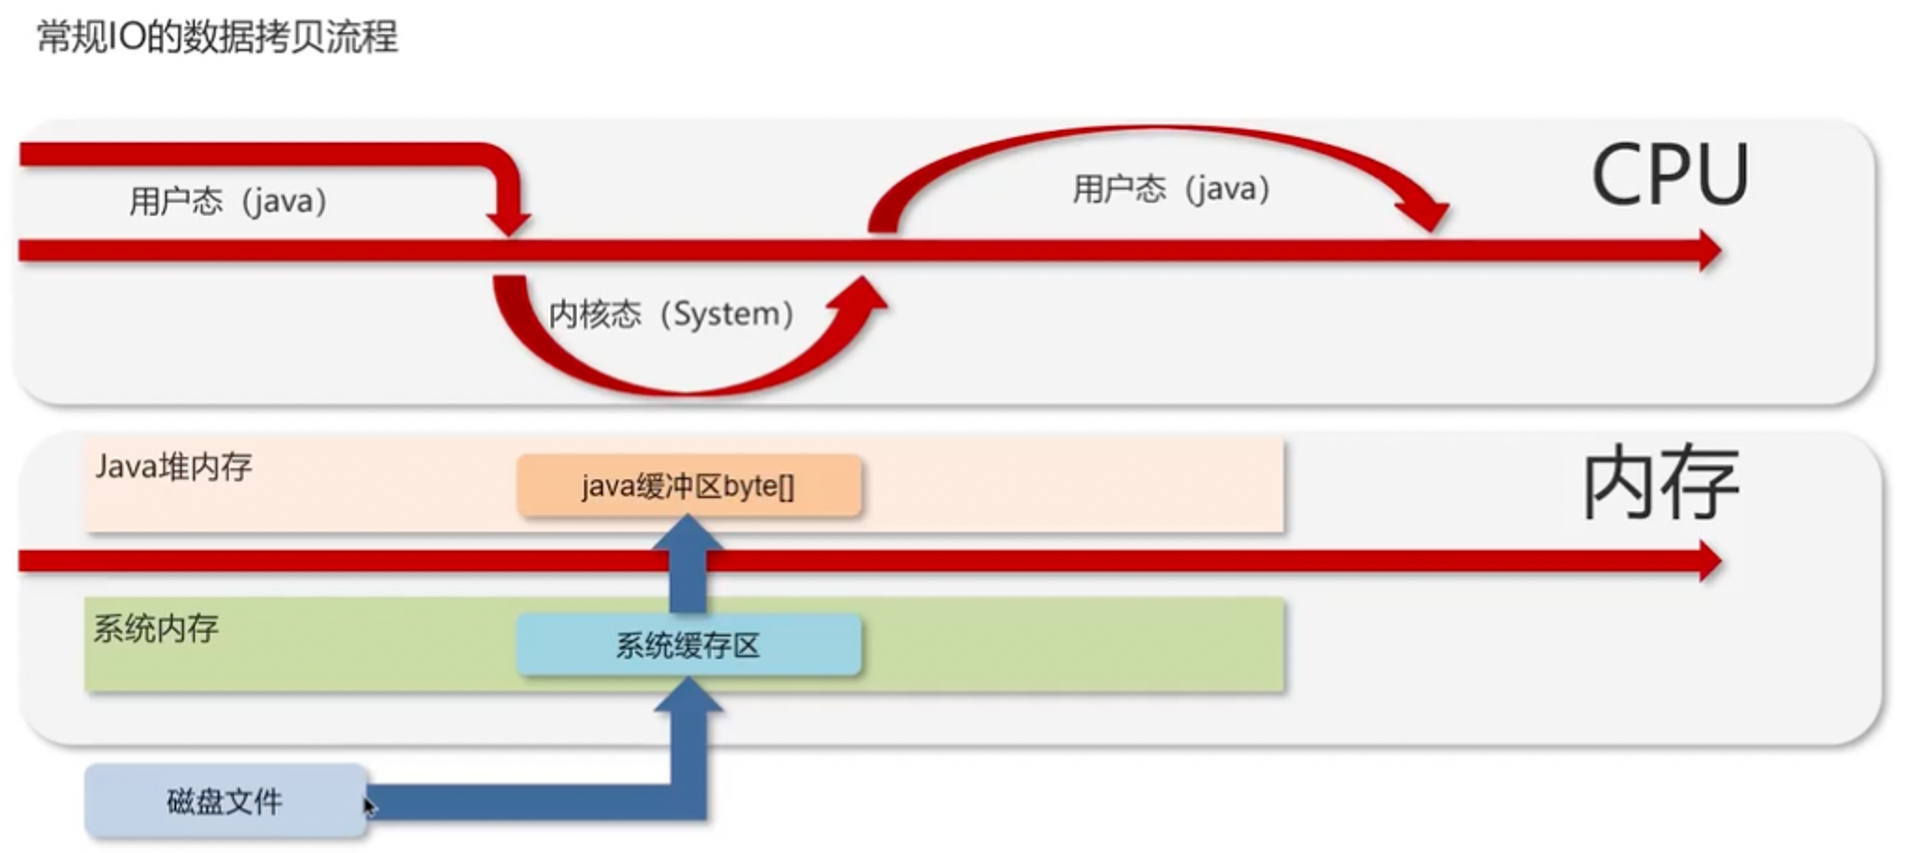 常规IO的数据拷贝流程
CPU
用户态（java）
用户态（java）
内核态（System）
Java堆内存
java缓冲区byte[]
内存
系统内存
系统缓存区
磁盘文件